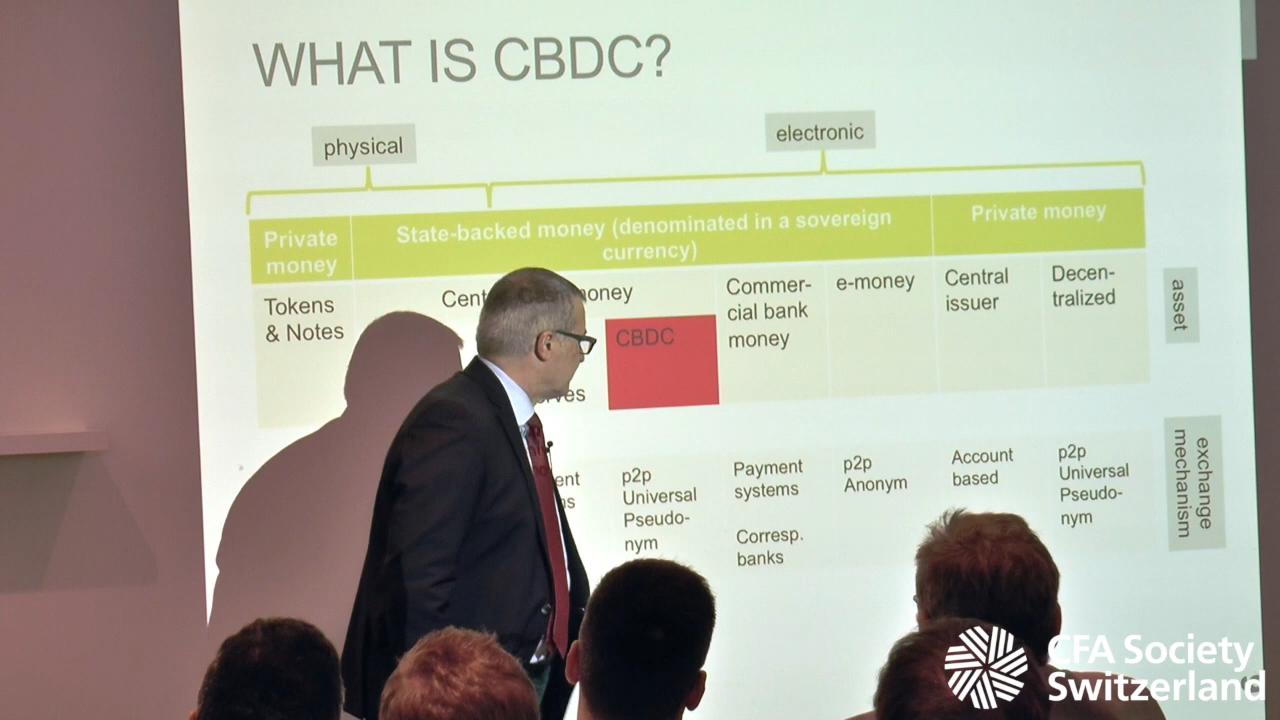 WHAT IS CBDC?
physical
electronic
Private
money
State-backed money (denominated in a sovereign
currency)
Private money
Tokens
& Notes
money
CBDC
Commer-
cial bank
money
e-money
Central
issuer
Decen-
tralized
asset
p2p
Universal
Pseudo-
nym
Payment
systems
Corresp.
banks
p2p
Anonym
Account
based
p2p
Universal
Pseudo-
nym
exchange
mechanism
CFA Society
Switzerland